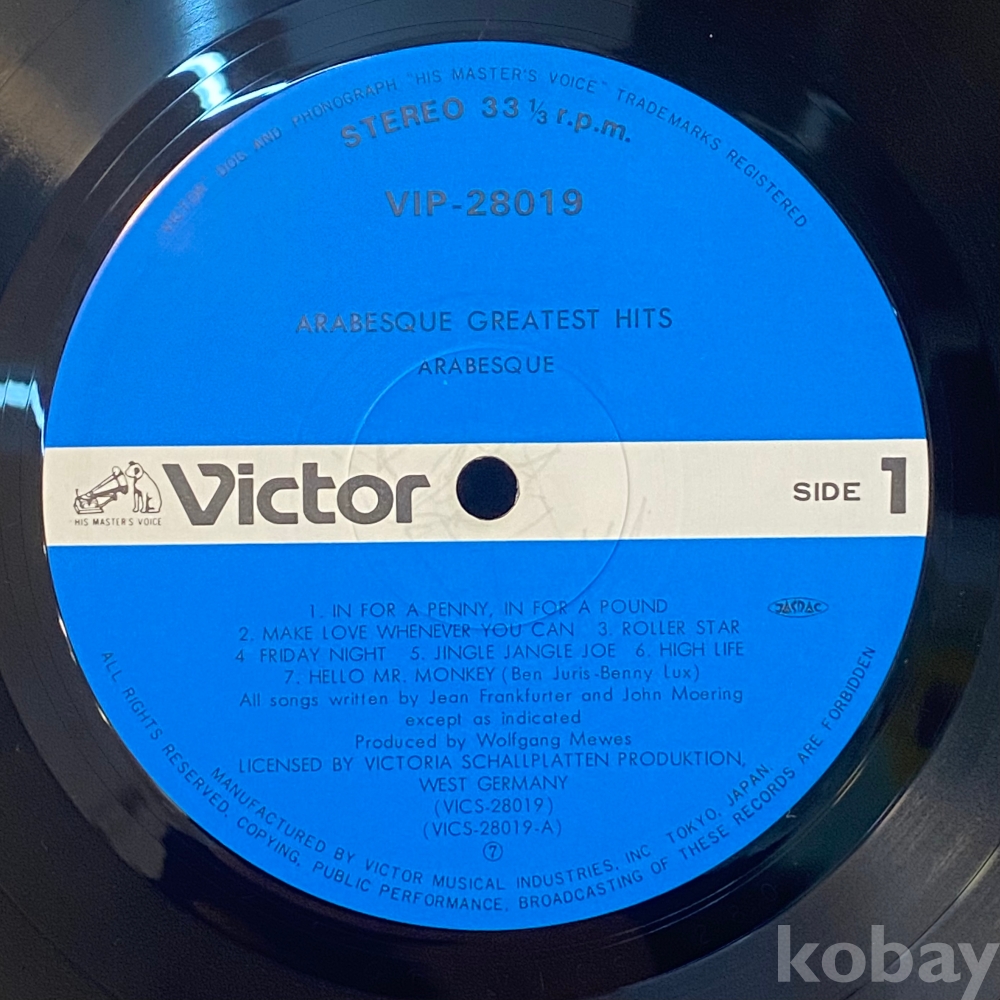 VICTOR DOG AND PHONOGRAPH "HIS MASTER'S VOICE" TRADEMARKS REGISTERED
STEREO 33 ⅓ r.p.m.
VIP-28019
ARABESQUE GREATEST HITS
ARABESQUE
HIS MASTER'S VOICE
Victor
SIDE 1
1. IN FOR A PENNY, IN FOR A POUND
2. MAKE LOVE WHENEVER YOU CAN 3. ROLLER STAR
4 FRIDAY NIGHT 5. JINGLE JANGLE JOE 6. HIGH LIFE
7. HELLO MR. MONKEY (Ben Juris-Benny Lux)
JASRAC
All songs written by Jean Frankfurter and John Moering
except as indicated
Produced by Wolfgang Mewes
LICENSED BY VICTORIA SCHALLPLATTEN PRODUKTION,
WEST GERMANY
(VICS-28019)
(VICS-28019-A)
⑦
MANUFACTURED BY VICTOR MUSICAL INDUSTRIES, INC. TOKYO, JAPAN.
ALL RIGHTS RESERVED. COPYING, PUBLIC PERFORMANCE, BROADCASTING OF THESE RECORDS ARE FORBIDDEN
kobay